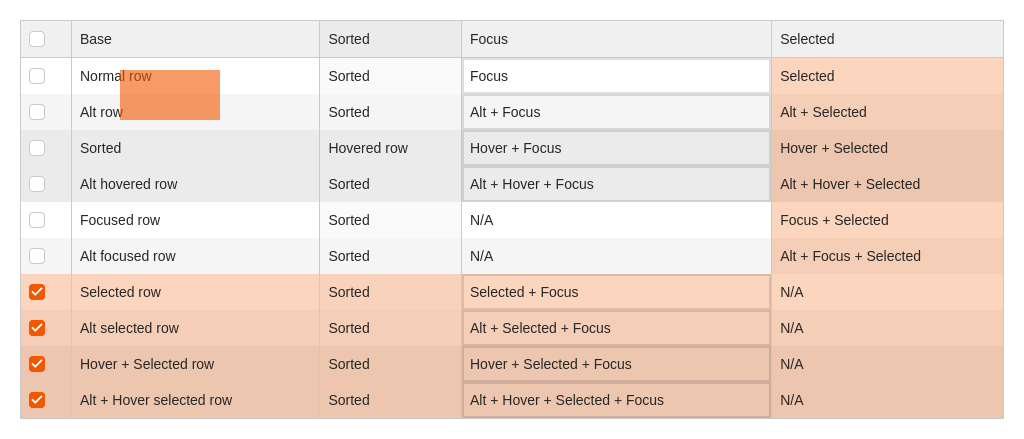 Base Sorted Focus Selected
Normal row Sorted Focus Selected
Alt row Sorted Alt + Focus Alt + Selected
Sorted Hovered row Hover + Focus Hover + Selected
Alt hovered row Sorted Alt + Hover + Focus Alt + Hover + Selected
Focused row Sorted N/A Focus + Selected
Alt focused row Sorted N/A Alt + Focus + Selected
Selected row Sorted Selected + Focus N/A
Alt selected row Sorted Alt + Selected + Focus N/A
Hover + Selected row Sorted Hover + Selected + Focus N/A
Alt + Hover selected row Sorted Alt + Hover + Selected + Focus N/A